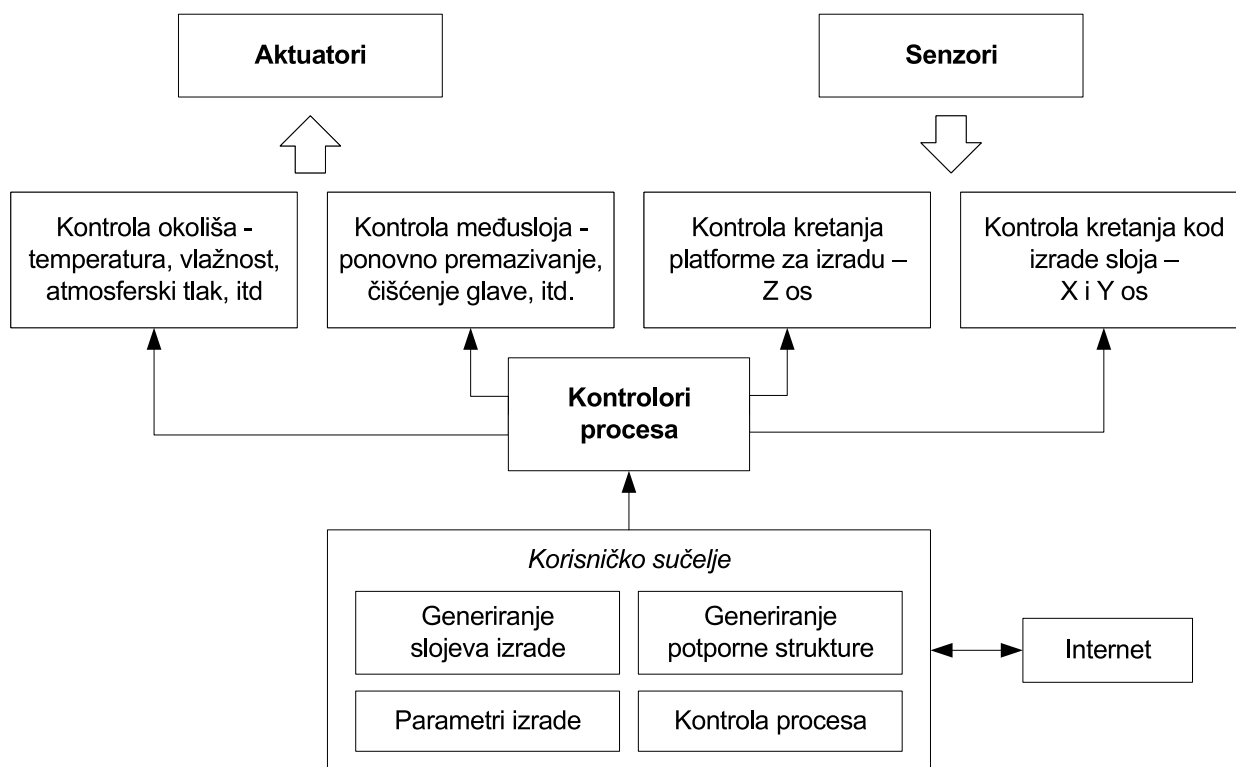 Aktuatori
Senzori
Kontrola okoliša -
temperatura, vlažnost,
atmosferski tlak, itd
Kontrola međusloja -
ponovno premazivanje,
čišćenje glave, itd.
Kontrola kretanja
platforme za izradu –
Z os
Kontrola kretanja kod
izrade sloja –
X i Y os
Kontrolori
procesa
Korisničko sučelje
Generiranje
slojeva izrade
Generiranje
potporne strukture
Internet
Parametri izrade
Kontrola procesa